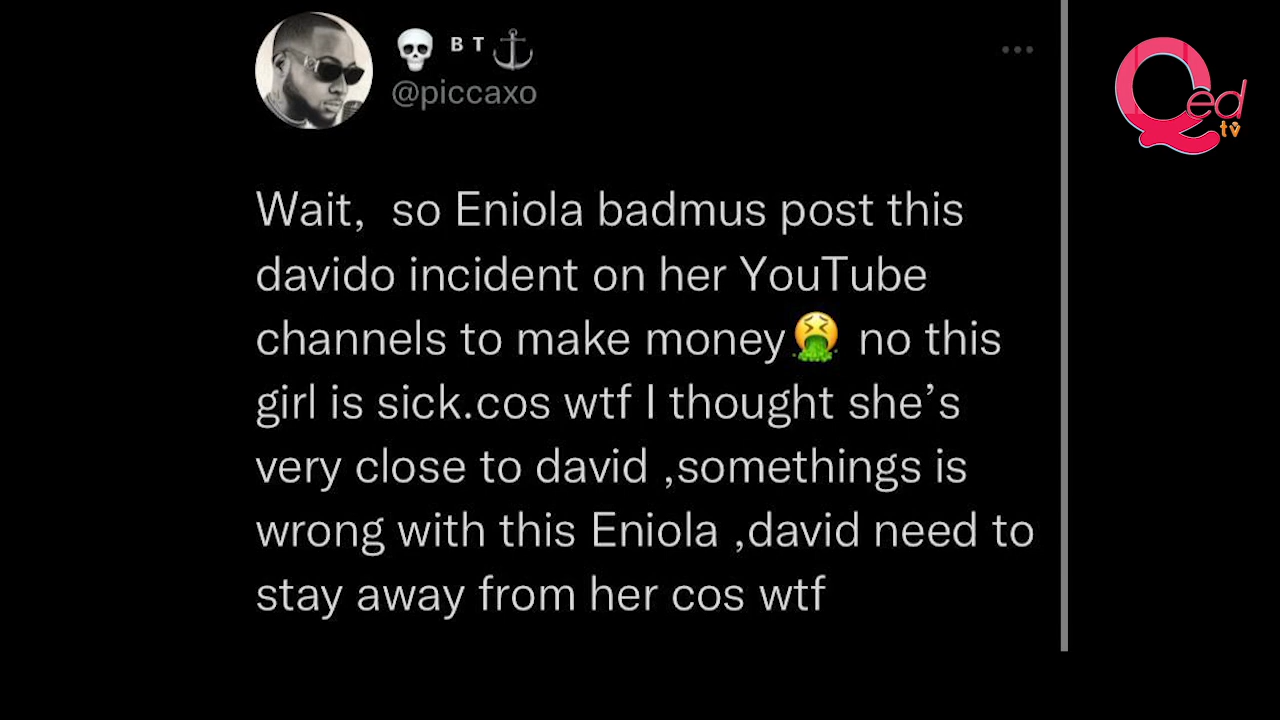 💀 ᴮ ᵀ⚓
@piccaxo
Qed
tv
Wait,  so Eniola badmus post this
davido incident on her YouTube
channels to make money🤮 no this
girl is sick.cos wtf I thought she’s
very close to david ,somethings is
wrong with this Eniola ,david need to
stay away from her cos wtf